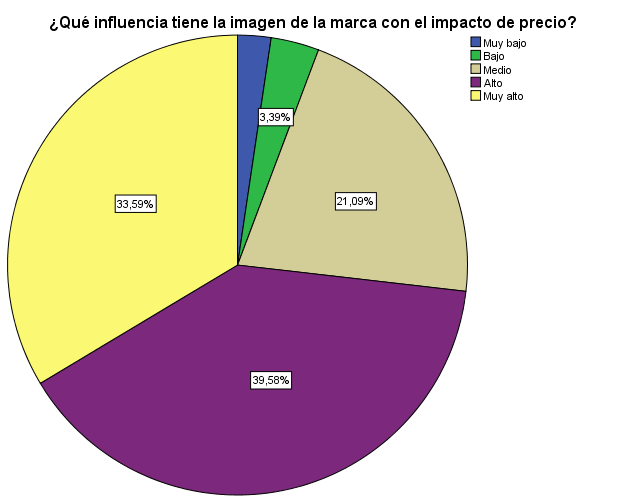 ¿Qué influencia tiene la imagen de la marca con el impacto de precio?
Muy bajo
Bajo
Medio
Alto
Muy alto
3,39%
21,09%
33,59%
39,58%